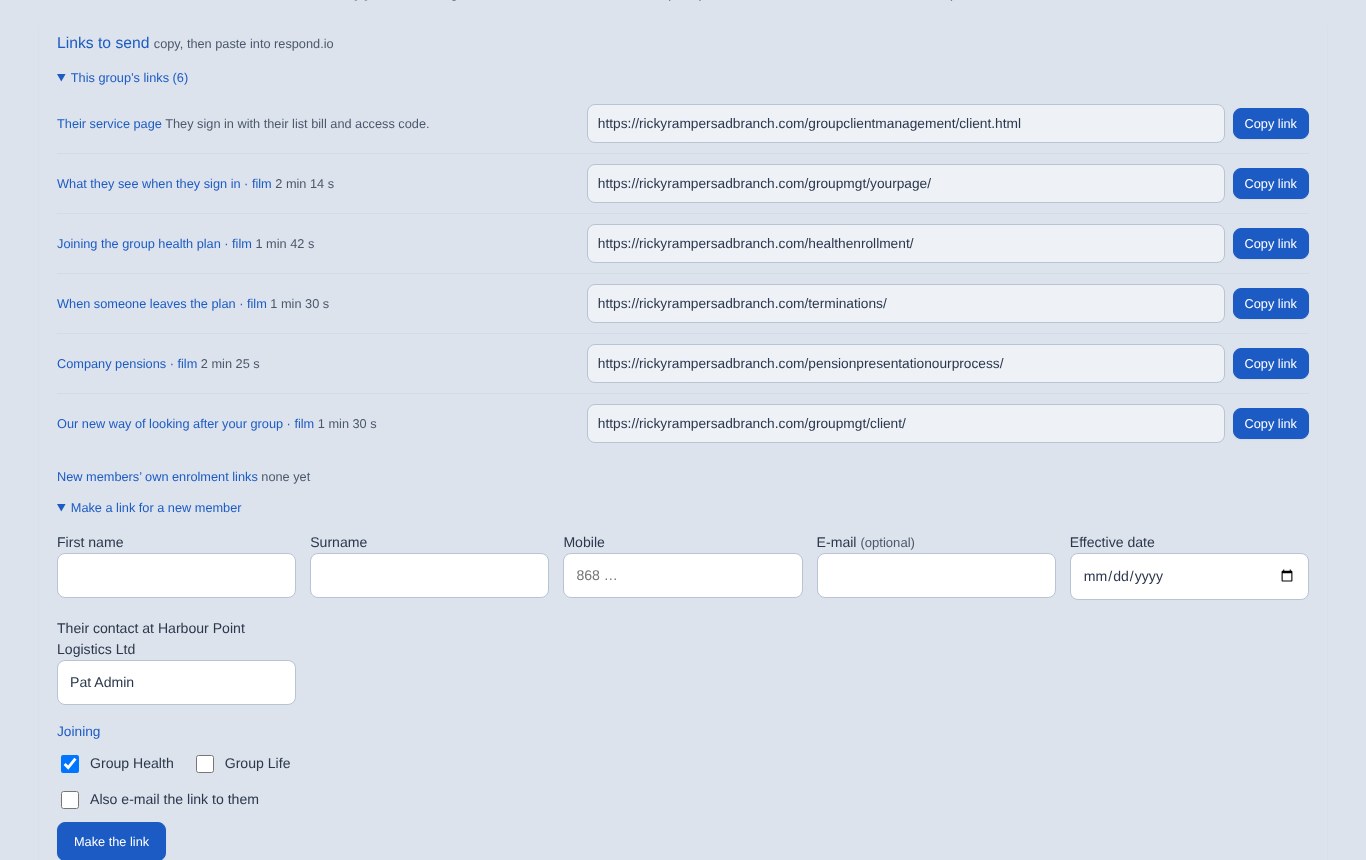 Links to send copy, then paste into respond.io
▼ This group's links (6)
Their service page They sign in with their list bill and access code.
https://rickyrampersadbranch.com/groupclientmanagement/client.html
Copy link
What they see when they sign in · film 2 min 14 s
https://rickyrampersadbranch.com/groupmgt/yourpage/
Copy link
Joining the group health plan · film 1 min 42 s
https://rickyrampersadbranch.com/healthenrollment/
Copy link
When someone leaves the plan · film 1 min 30 s
https://rickyrampersadbranch.com/terminations/
Copy link
Company pensions · film 2 min 25 s
https://rickyrampersadbranch.com/pensionpresentationourprocess/
Copy link
Our new way of looking after your group · film 1 min 30 s
https://rickyrampersadbranch.com/groupmgt/client/
Copy link
New members' own enrolment links none yet
▼ Make a link for a new member
First name
Surname
Mobile
E-mail (optional)
Effective date
868 …
mm/dd/yyyy
Their contact at Harbour Point
Logistics Ltd
Pat Admin
Joining
Group Health
Group Life
Also e-mail the link to them
Make the link